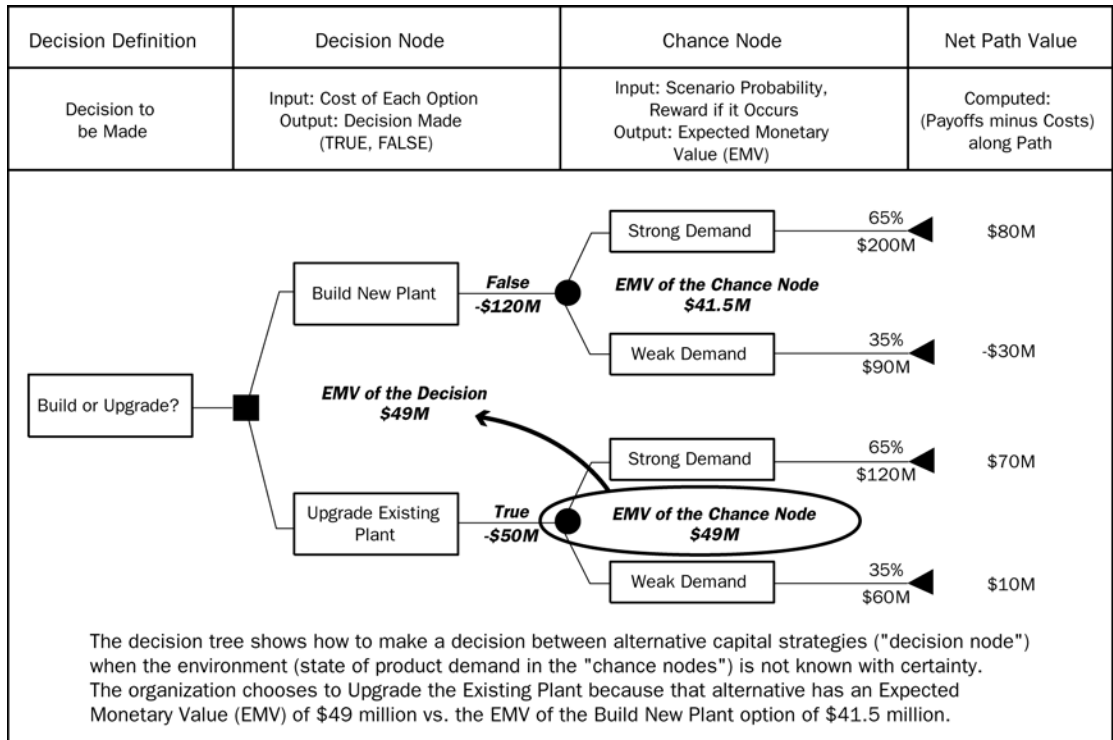 Decision Definition
Decision Node
Chance Node
Net Path Value
Decision to
be Made
Input: Cost of Each Option
Output: Decision Made
(TRUE, FALSE)
Input: Scenario Probability,
Reward if it Occurs
Output: Expected Monetary
Value (EMV)
Computed:
(Payoffs minus Costs)
along Path
Build or Upgrade?
Build New Plant
False
-$120M
Strong Demand
65%
$200M
$80M
EMV of the Chance Node
$41.5M
Weak Demand
35%
$90M
-$30M
EMV of the Decision
$49M
Upgrade Existing
Plant
True
-$50M
Strong Demand
65%
$120M
$70M
EMV of the Chance Node
$49M
Weak Demand
35%
$60M
$10M
The decision tree shows how to make a decision between alternative capital strategies ("decision node")
when the environment (state of product demand in the "chance nodes") is not known with certainty.
The organization chooses to Upgrade the Existing Plant because that alternative has an Expected
Monetary Value (EMV) of $49 million vs. the EMV of the Build New Plant option of $41.5 million.